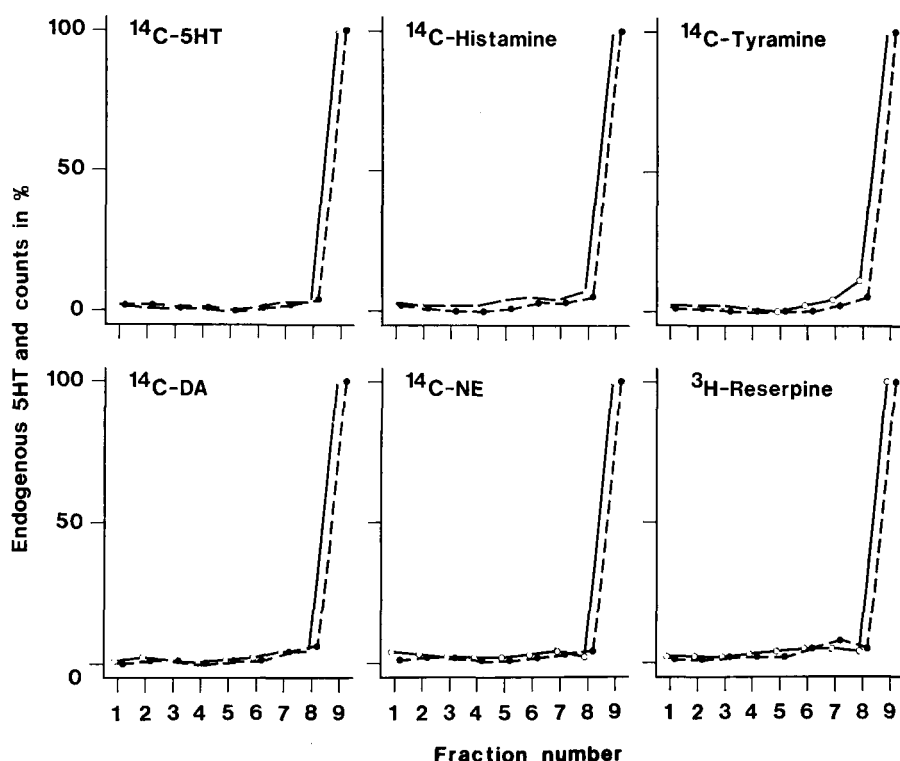 Endogenous 5HT and counts in %
100
50
0
¹⁴C-5HT
¹⁴C-Histamine
¹⁴C-Tyramine
100
50
0
¹⁴C-DA
¹⁴C-NE
³H-Reserpine
1 2 3 4 5 6 7 8 9
1 2 3 4 5 6 7 8 9
1 2 3 4 5 6 7 8 9
Fraction number